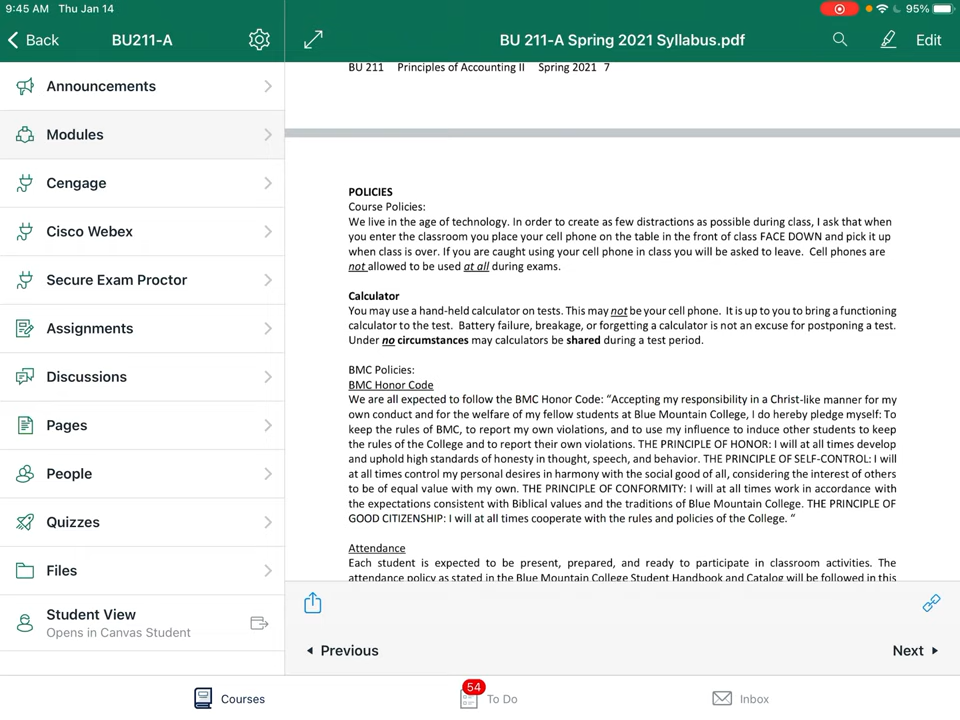 9:45 AM Thu Jan 14
95%
Back
BU211-A
BU 211-A Spring 2021 Syllabus.pdf
Edit
Announcements
Modules
Cengage
Cisco Webex
Secure Exam Proctor
Assignments
Discussions
Pages
People
Quizzes
Files
Student View
Opens in Canvas Student
BU 211 Principles of Accounting II Spring 2021 7
POLICIES
Course Policies:
We live in the age of technology. In order to create as few distractions as possible during class, I ask that when
you enter the classroom you place your cell phone on the table in the front of class FACE DOWN and pick it up
when class is over. If you are caught using your cell phone in class you will be asked to leave. Cell phones are
not allowed to be used at all during exams.
Calculator
You may use a hand-held calculator on tests. This may not be your cell phone. It is up to you to bring a functioning
calculator to the test. Battery failure, breakage, or forgetting a calculator is not an excuse for postponing a test.
Under no circumstances may calculators be shared during a test period.
BMC Policies:
BMC Honor Code
We are all expected to follow the BMC Honor Code: “Accepting my responsibility in a Christ-like manner for my
own conduct and for the welfare of my fellow students at Blue Mountain College, I do hereby pledge myself: To
keep the rules of BMC, to report my own violations, and to use my influence to induce other students to keep
the rules of the College and to report their own violations. THE PRINCIPLE OF HONOR: I will at all times develop
and uphold high standards of honesty in thought, speech, and behavior. THE PRINCIPLE OF SELF-CONTROL: I will
at all times control my personal desires in harmony with the social good of all, considering the interest of others
to be of equal value with my own. THE PRINCIPLE OF CONFORMITY: I will at all times work in accordance with
the expectations consistent with Biblical values and the traditions of Blue Mountain College. THE PRINCIPLE OF
GOOD CITIZENSHIP: I will at all times cooperate with the rules and policies of the College. “
Attendance
Each student is expected to be present, prepared, and ready to participate in classroom activities. The
attendance policy as stated in the Blue Mountain College Student Handbook and Catalog will be followed in this
Previous
Next
Courses
54
To Do
Inbox